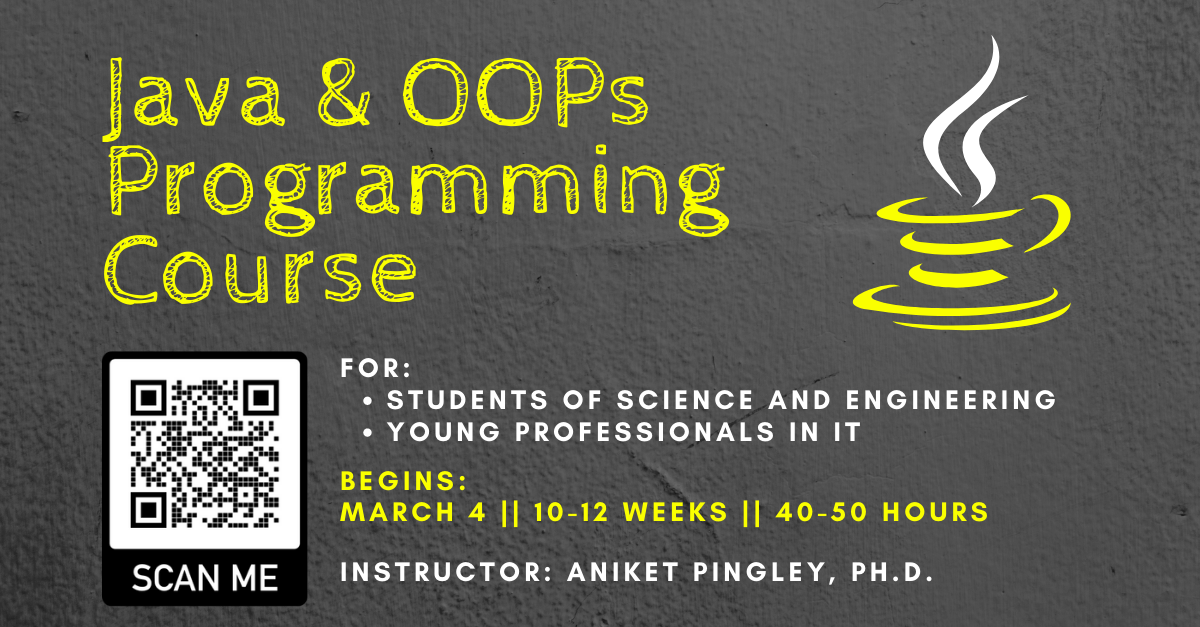 Java & OOPs
Programming
Course
FOR:
• STUDENTS OF SCIENCE AND ENGINEERING
• YOUNG PROFESSIONALS IN IT
BEGINS:
MARCH 4 || 10-12 WEEKS || 40-50 HOURS
INSTRUCTOR: ANIKET PINGLEY, PH.D.
SCAN ME